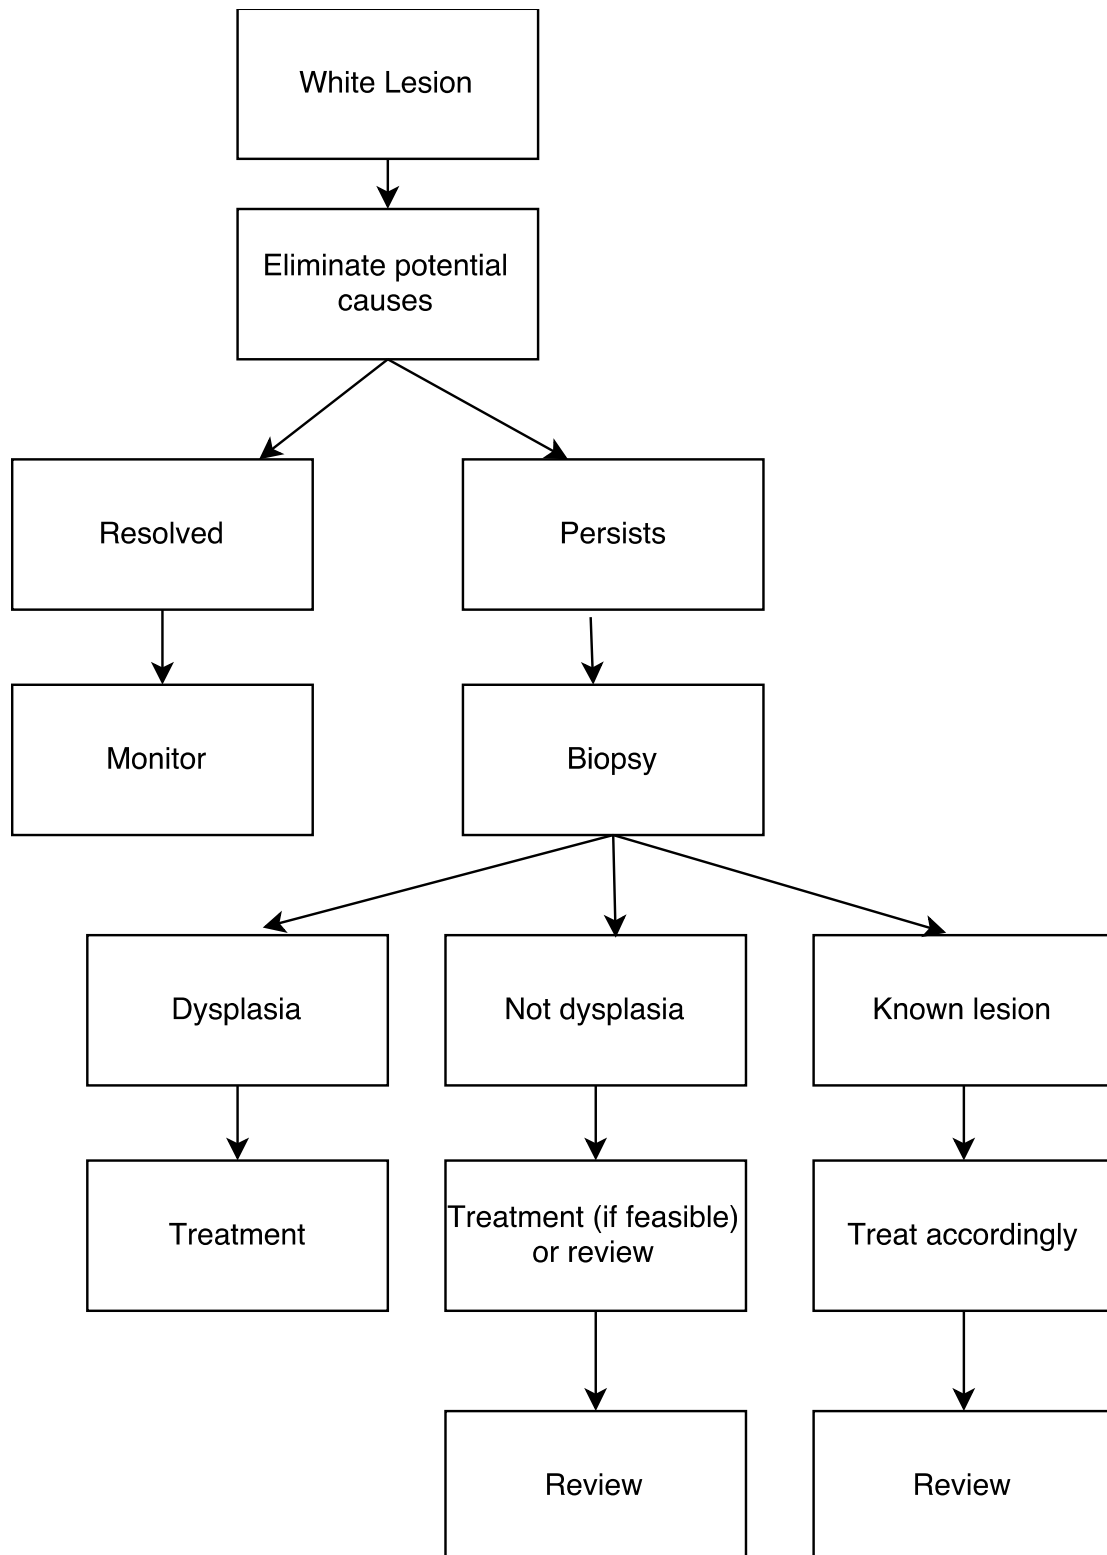 White Lesion
Eliminate potential
causes
Resolved
Persists
Monitor
Biopsy
Dysplasia
Not dysplasia
Known lesion
Treatment
Treatment (if feasible)
or review
Treat accordingly
Review
Review